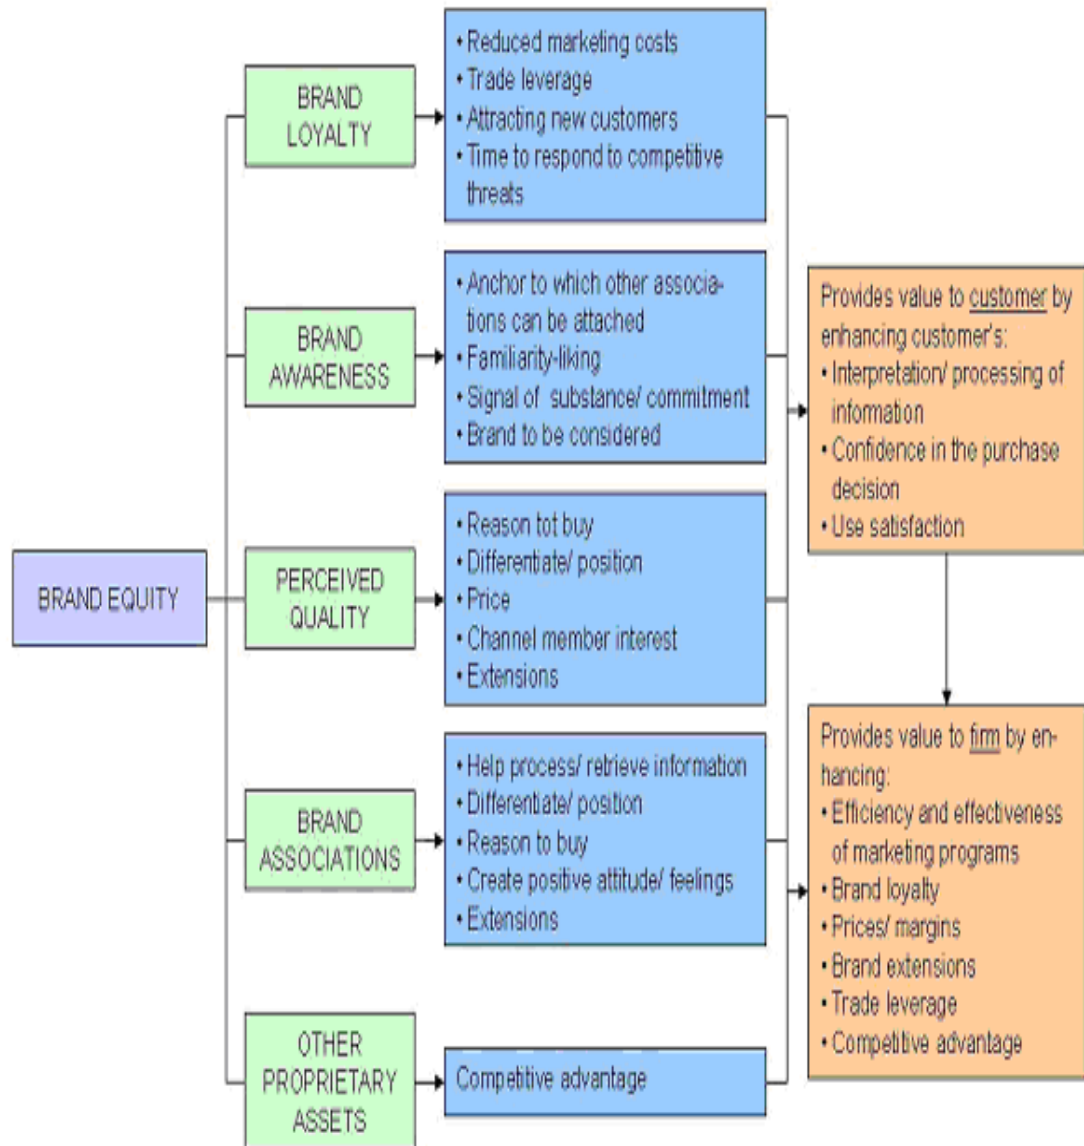 BRAND EQUITY
BRAND
LOYALTY
• Reduced marketing costs
• Trade leverage
• Attracting new customers
• Time to respond to competitive
threats
BRAND
AWARENESS
• Anchor to which other associa-
tions can be attached
• Familiarity-liking
• Signal of substance/ commitment
• Brand to be considered
PERCEIVED
QUALITY
• Reason tot buy
• Differentiate/ position
• Price
• Channel member interest
• Extensions
BRAND
ASSOCIATIONS
• Help process/ retrieve information
• Differentiate/ position
• Reason to buy
• Create positive attitude/ feelings
• Extensions
OTHER
PROPRIETARY
ASSETS
Competitive advantage
Provides value to customer by
enhancing customer's:
• Interpretation/ processing of
information
• Confidence in the purchase
decision
• Use satisfaction
Provides value to firm by en-
hancing:
• Efficiency and effectiveness
of marketing programs
• Brand loyalty
• Prices/ margins
• Brand extensions
• Trade leverage
• Competitive advantage